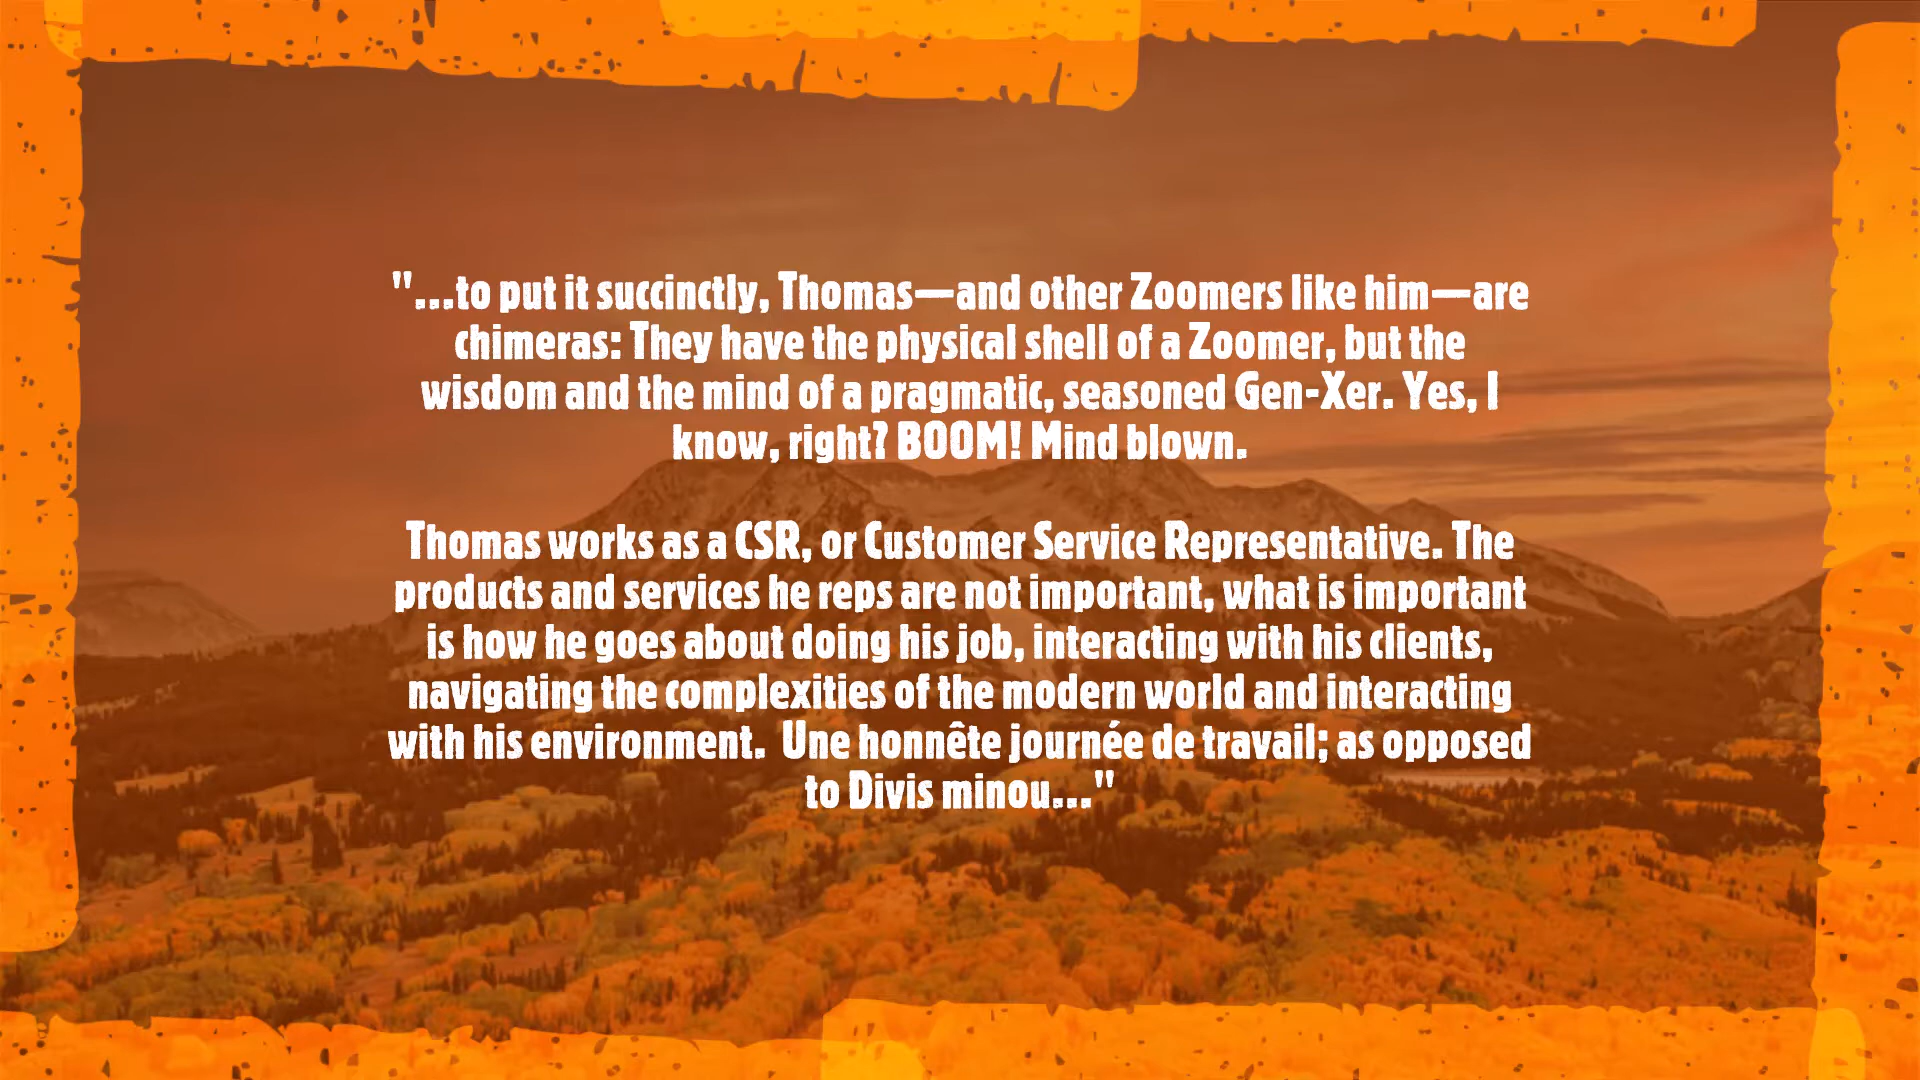 "...to put it succinctly, Thomas—and other Zoomers like him—are
chimeras: They have the physical shell of a Zoomer, but the
wisdom and the mind of a pragmatic, seasoned Gen-Xer. Yes, I
know, right? BOOM! Mind blown.
Thomas works as a CSR, or Customer Service Representative. The
products and services he reps are not important, what is important
is how he goes about doing his job, interacting with his clients,
navigating the complexities of the modern world and interacting
with his environment.  Une honnête journée de travail; as opposed
to Divis minou..."